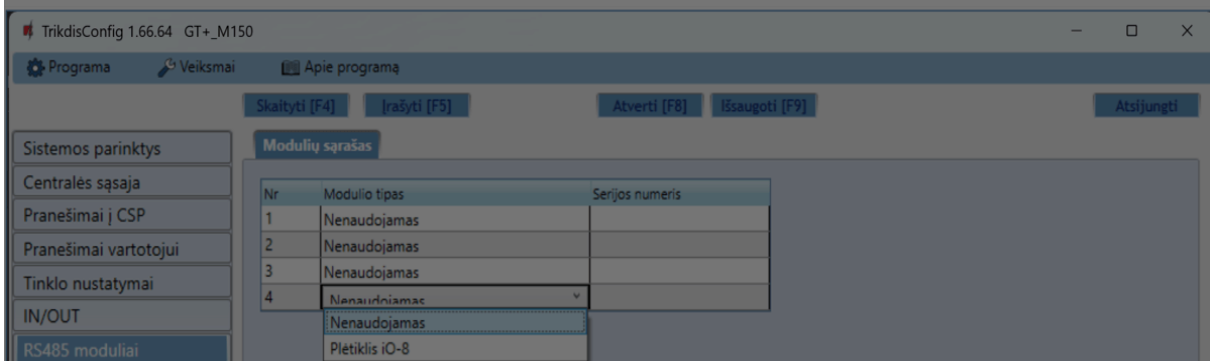 TrikdisConfig 1.66.64 GT+_M150
Programa Veiksmai Apie programą
Skaityti [F4] Įrašyti [F5] Atverti [F8] Išsaugoti [F9] Atsijungti
Sistemos parinktys
Centralės sąsaja
Pranešimai į CSP
Pranešimai vartotojui
Tinklo nustatymai
IN/OUT
RS485 moduliai
Modulių sąrašas
Nr Modulio tipas Serijos numeris
1 Nenaudojamas
2 Nenaudojamas
3 Nenaudojamas
4 Nenaudojamas
Nenaudojamas
Plėtiklis iO-8